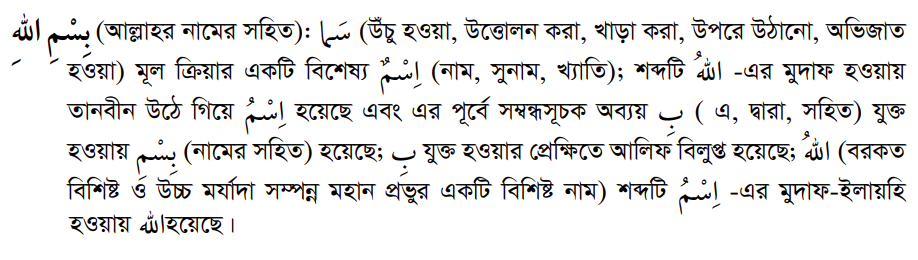 بِسْمِ اللهِ (আল্লাহর নামের সহিত): سَمَا (উঁচু হওয়া, উত্তোলন করা, খাড়া করা, উপরে উঠানো, অভিজাত
হওয়া) মূল ক্রিয়ার একটি বিশেষ্য اِسْمٌ (নাম, সুনাম, খ্যাতি); শব্দটি اللهُ -এর মুদাফ হওয়ায়
তানবীন উঠে গিয়ে اِسْمُ হয়েছে এবং এর পূর্বে সম্বন্ধসূচক অব্যয় بِ ( এ, দ্বারা, সহিত) যুক্ত
হওয়ায় بِسْمِ (নামের সহিত) হয়েছে; بِ যুক্ত হওয়ার প্রেক্ষিতে আলিফ বিলুপ্ত হয়েছে; اللهُ (বরকত
বিশিষ্ট ও উচ্চ মর্যাদা সম্পন্ন মহান প্রভুর একটি বিশিষ্ট নাম) শব্দটি اِسْمُ -এর মুদাফ-ইলায়হি
হওয়ায় اللهِ হয়েছে।